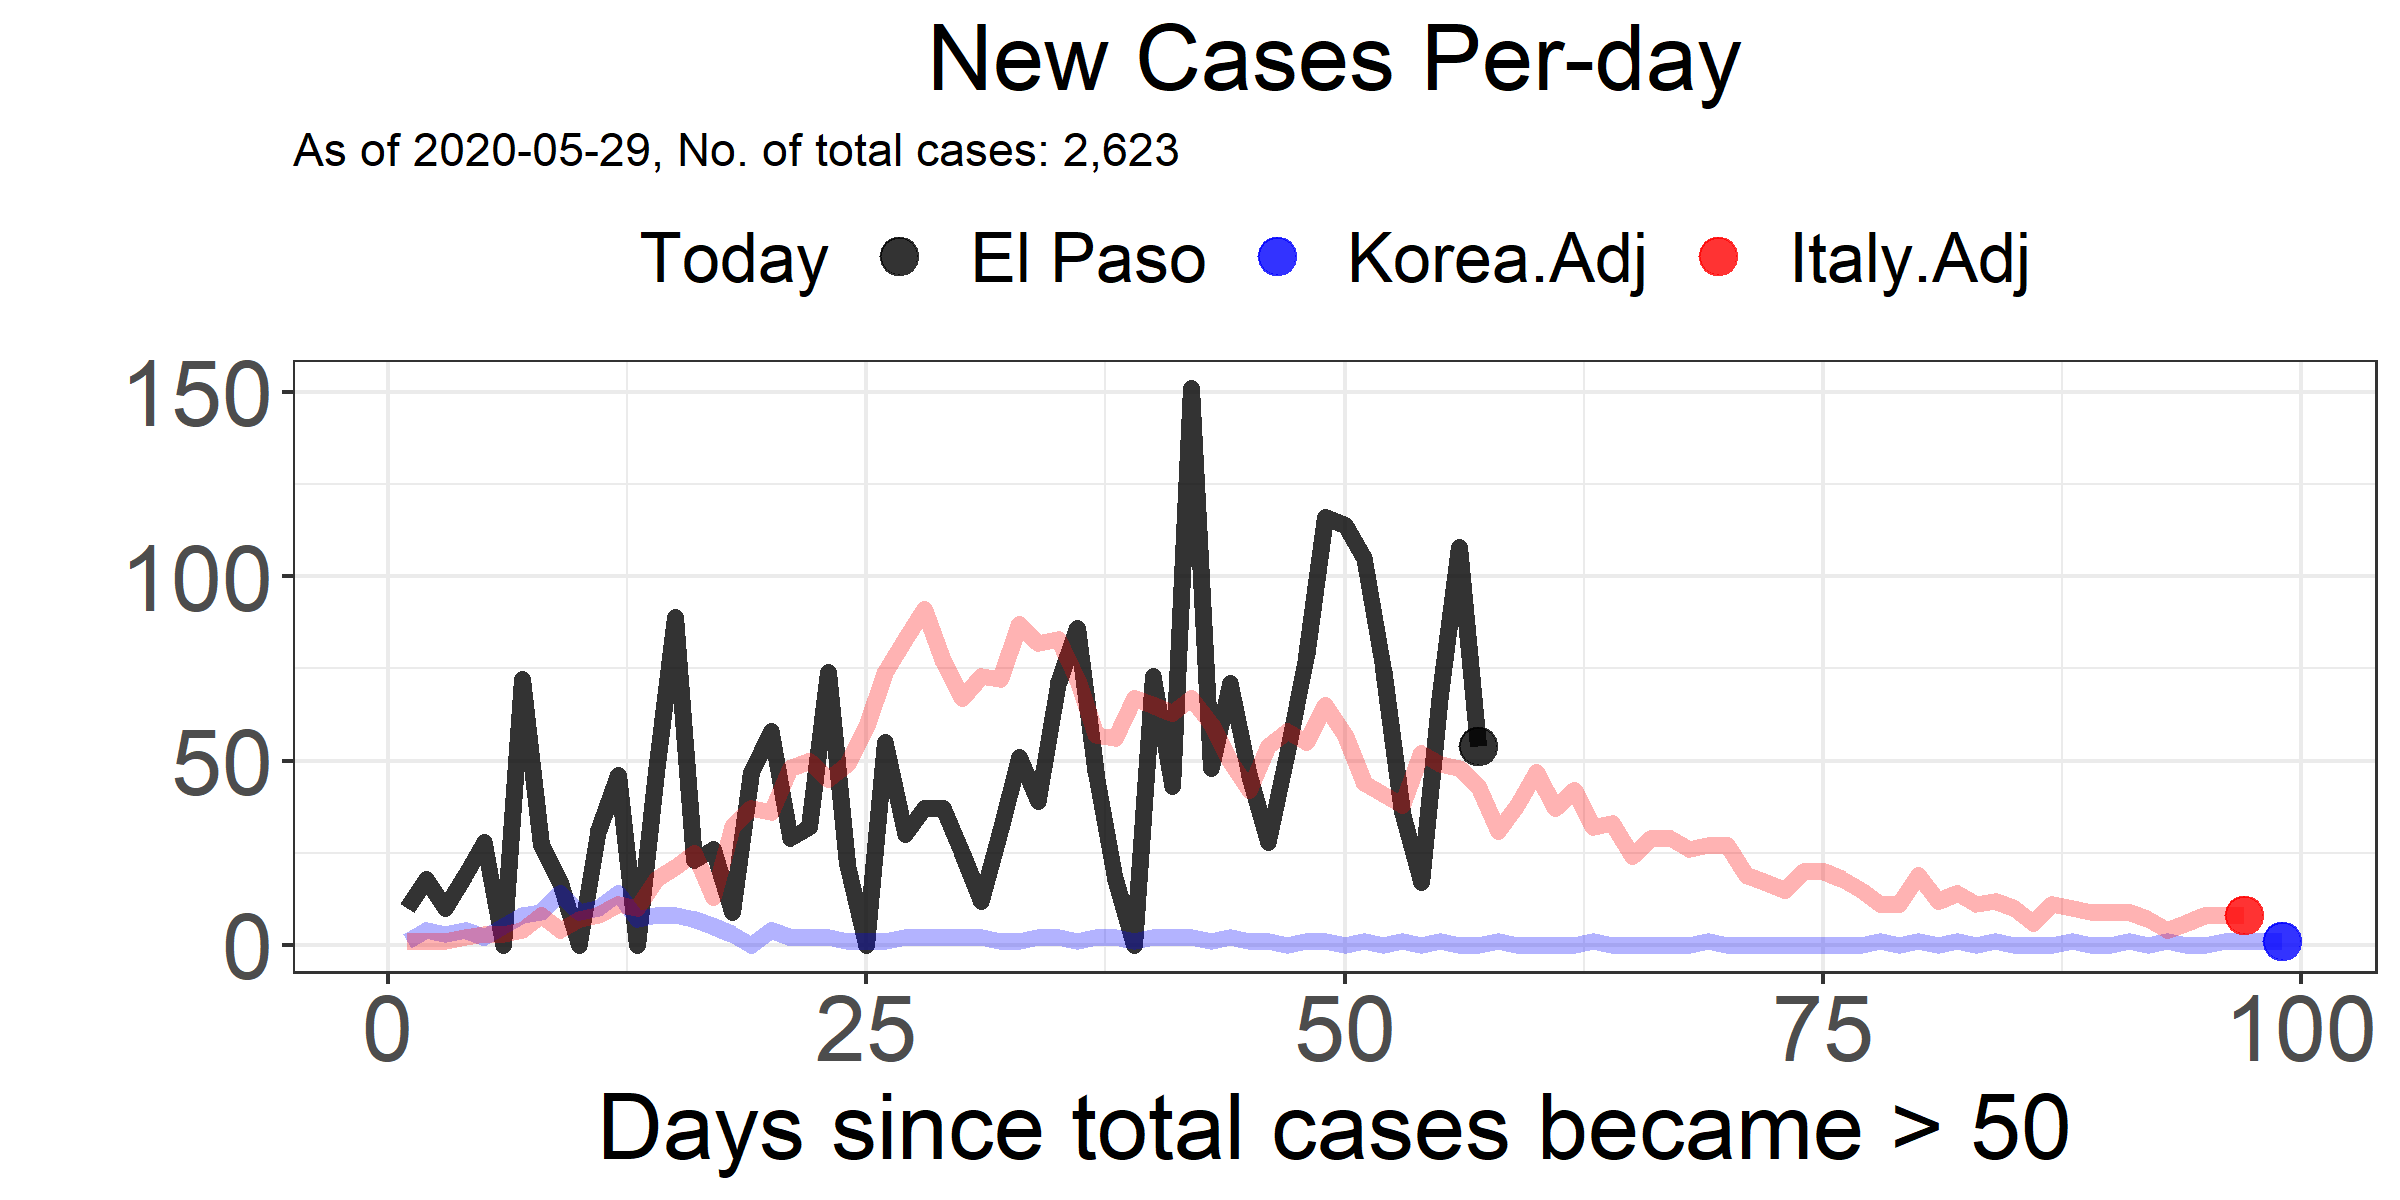 New Cases Per-day
As of 2020-05-29, No. of total cases: 2,623
Today El Paso Korea.Adj Italy.Adj
150
100
50
0
0 25 50 75 100
Days since total cases became > 50